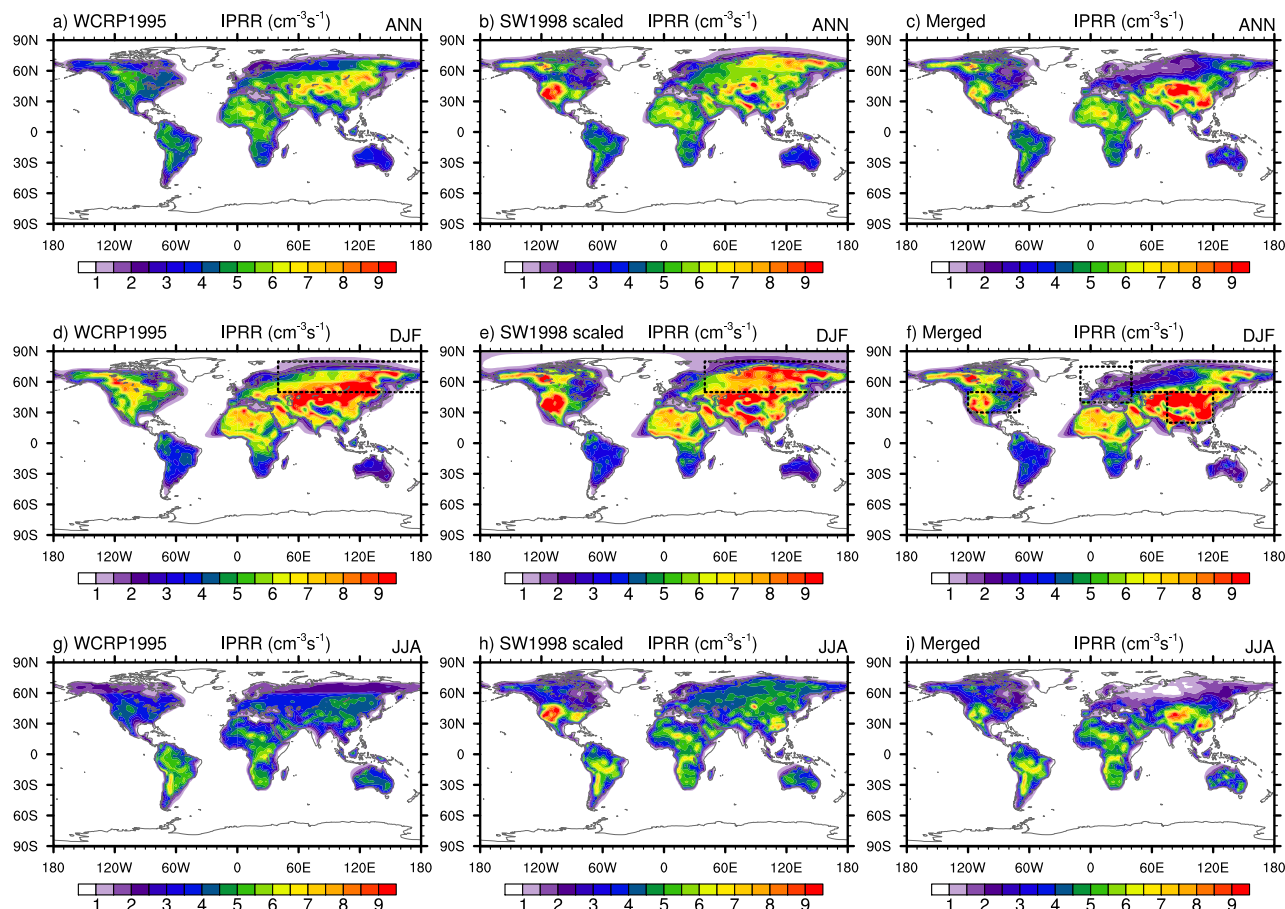 a) WCRP1995 IPRR (cm⁻³s⁻¹) ANN b) SW1998 scaled IPRR (cm⁻³s⁻¹) ANN c) Merged IPRR (cm⁻³s⁻¹) ANN
90N 90N 90N
60N 60N 60N
30N 30N 30N
0 0 0
30S 30S 30S
60S 60S 60S
90S 90S 90S
180 120W 60W 0 60E 120E 180 180 120W 60W 0 60E 120E 180 180 120W 60W 0 60E 120E 180
1 2 3 4 5 6 7 8 9 1 2 3 4 5 6 7 8 9 1 2 3 4 5 6 7 8 9
d) WCRP1995 IPRR (cm⁻³s⁻¹) DJF e) SW1998 scaled IPRR (cm⁻³s⁻¹) DJF f) Merged IPRR (cm⁻³s⁻¹) DJF
90N 90N 90N
60N 60N 60N
30N 30N 30N
0 0 0
30S 30S 30S
60S 60S 60S
90S 90S 90S
180 120W 60W 0 60E 120E 180 180 120W 60W 0 60E 120E 180 180 120W 60W 0 60E 120E 180
1 2 3 4 5 6 7 8 9 1 2 3 4 5 6 7 8 9 1 2 3 4 5 6 7 8 9
g) WCRP1995 IPRR (cm⁻³s⁻¹) JJA h) SW1998 scaled IPRR (cm⁻³s⁻¹) JJA i) Merged IPRR (cm⁻³s⁻¹) JJA
90N 90N 90N
60N 60N 60N
30N 30N 30N
0 0 0
30S 30S 30S
60S 60S 60S
90S 90S 90S
180 120W 60W 0 60E 120E 180 180 120W 60W 0 60E 120E 180 180 120W 60W 0 60E 120E 180
1 2 3 4 5 6 7 8 9 1 2 3 4 5 6 7 8 9 1 2 3 4 5 6 7 8 9